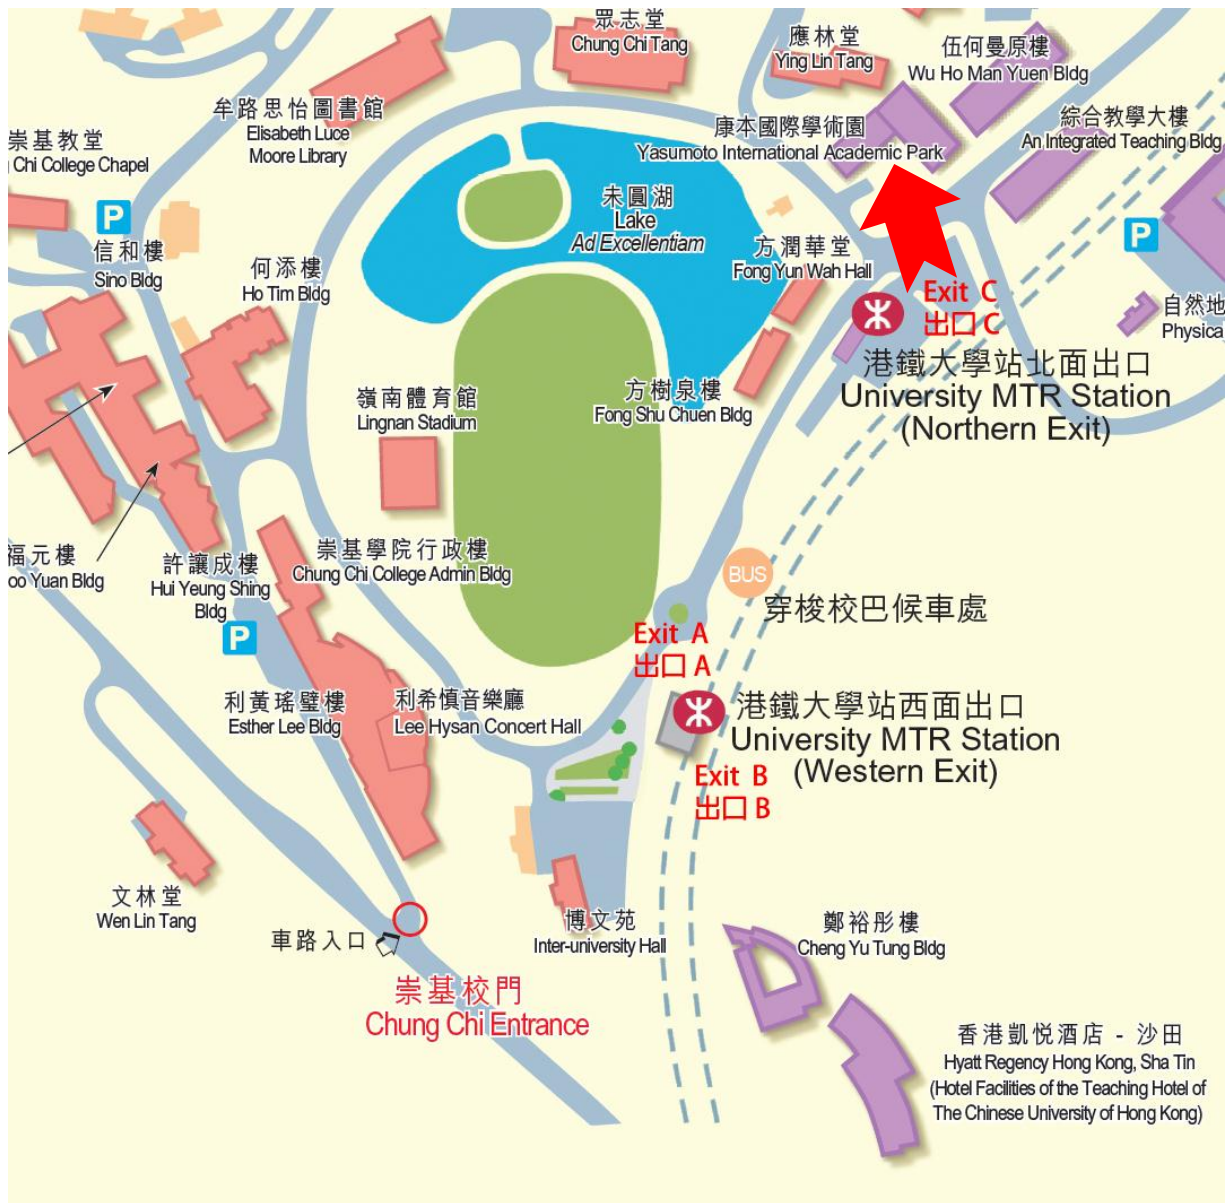 眾志堂
Chung Chi Tang
應林堂
Ying Lin Tang
伍何曼原樓
Wu Ho Man Yuen Bldg
牟路思怡圖書館
Elisabeth Luce
Moore Library
康本國際學術園
Yasumoto International Academic Park
綜合教學大樓
An Integrated Teaching Bldg
崇基教堂
Chi College Chapel
P
信和樓
Sino Bldg
何添樓
Ho Tim Bldg
未圓湖
Lake
Ad Excellentiam
方潤華堂
Fong Yun Wah Hall
P
Exit C
出口 C
自然地
Physica
港鐵大學站北面出口
University MTR Station
(Northern Exit)
嶺南體育館
Lingnan Stadium
方樹泉樓
Fong Shu Chuen Bldg
福元樓
oo Yuan Bldg
許讓成樓
Hui Yeung Shing
Bldg
P
崇基學院行政樓
Chung Chi College Admin Bldg
BUS
穿梭校巴候車處
Exit A
出口 A
利黃瑤璧樓
Esther Lee Bldg
利希慎音樂廳
Lee Hysan Concert Hall
港鐵大學站西面出口
University MTR Station
(Western Exit)
Exit B
出口 B
文林堂
Wen Lin Tang
車路入口
博文苑
Inter-university Hall
鄭裕彤樓
Cheng Yu Tung Bldg
崇基校門
Chung Chi Entrance
香港凱悅酒店 - 沙田
Hyatt Regency Hong Kong, Sha Tin
(Hotel Facilities of the Teaching Hotel of
The Chinese University of Hong Kong)